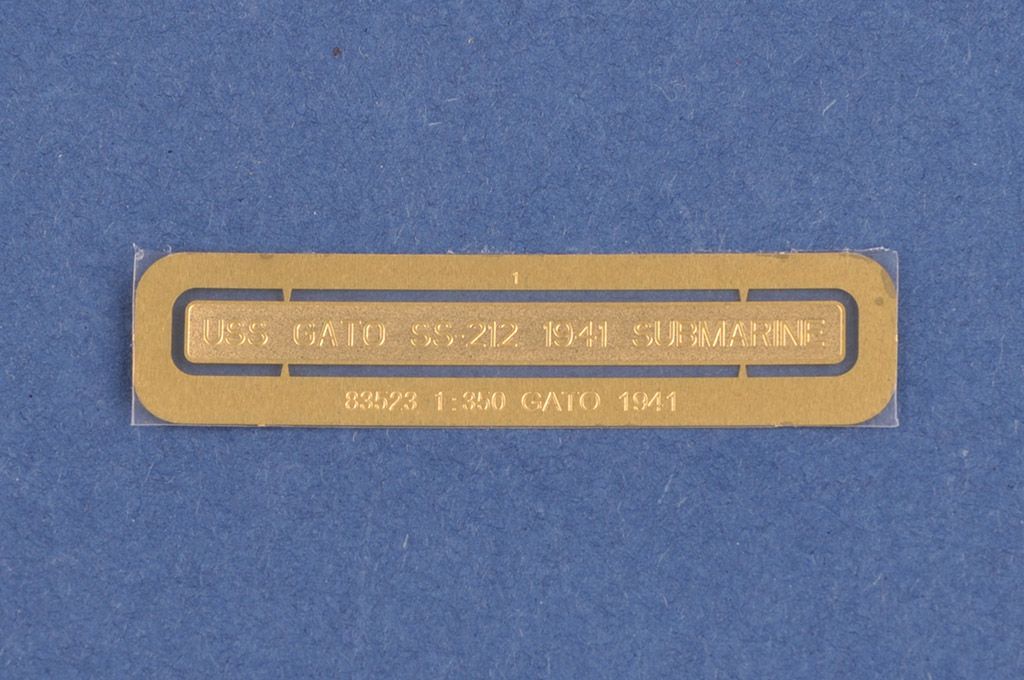 1
USS GATO SS-212 1941 SUBMARINE
83523 1:350 GATO 1941